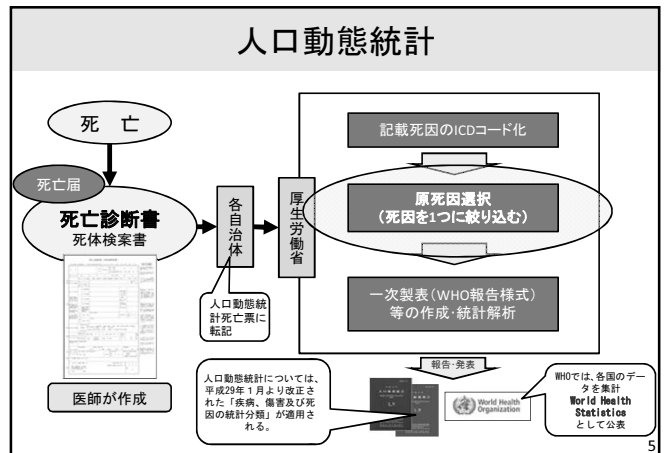 人口動態統計
死 亡
死亡届
死亡診断書
死体検案書
医師が作成
各自治体
人口動態統
計死亡票に
転記
厚生労働省
記載死因のICDコード化
原死因選択
(死因を1つに絞り込む)
一次製表(WHO報告様式)
等の作成・統計解析
報告・発表
人口動態統計については、
平成29年1月より改正され
た「疾病、傷害及び死
因の統計分類」が適用さ
れる。
World Health
Organization
WHOでは、各国のデー
タを集計
World Health
Statistics
として公表
5